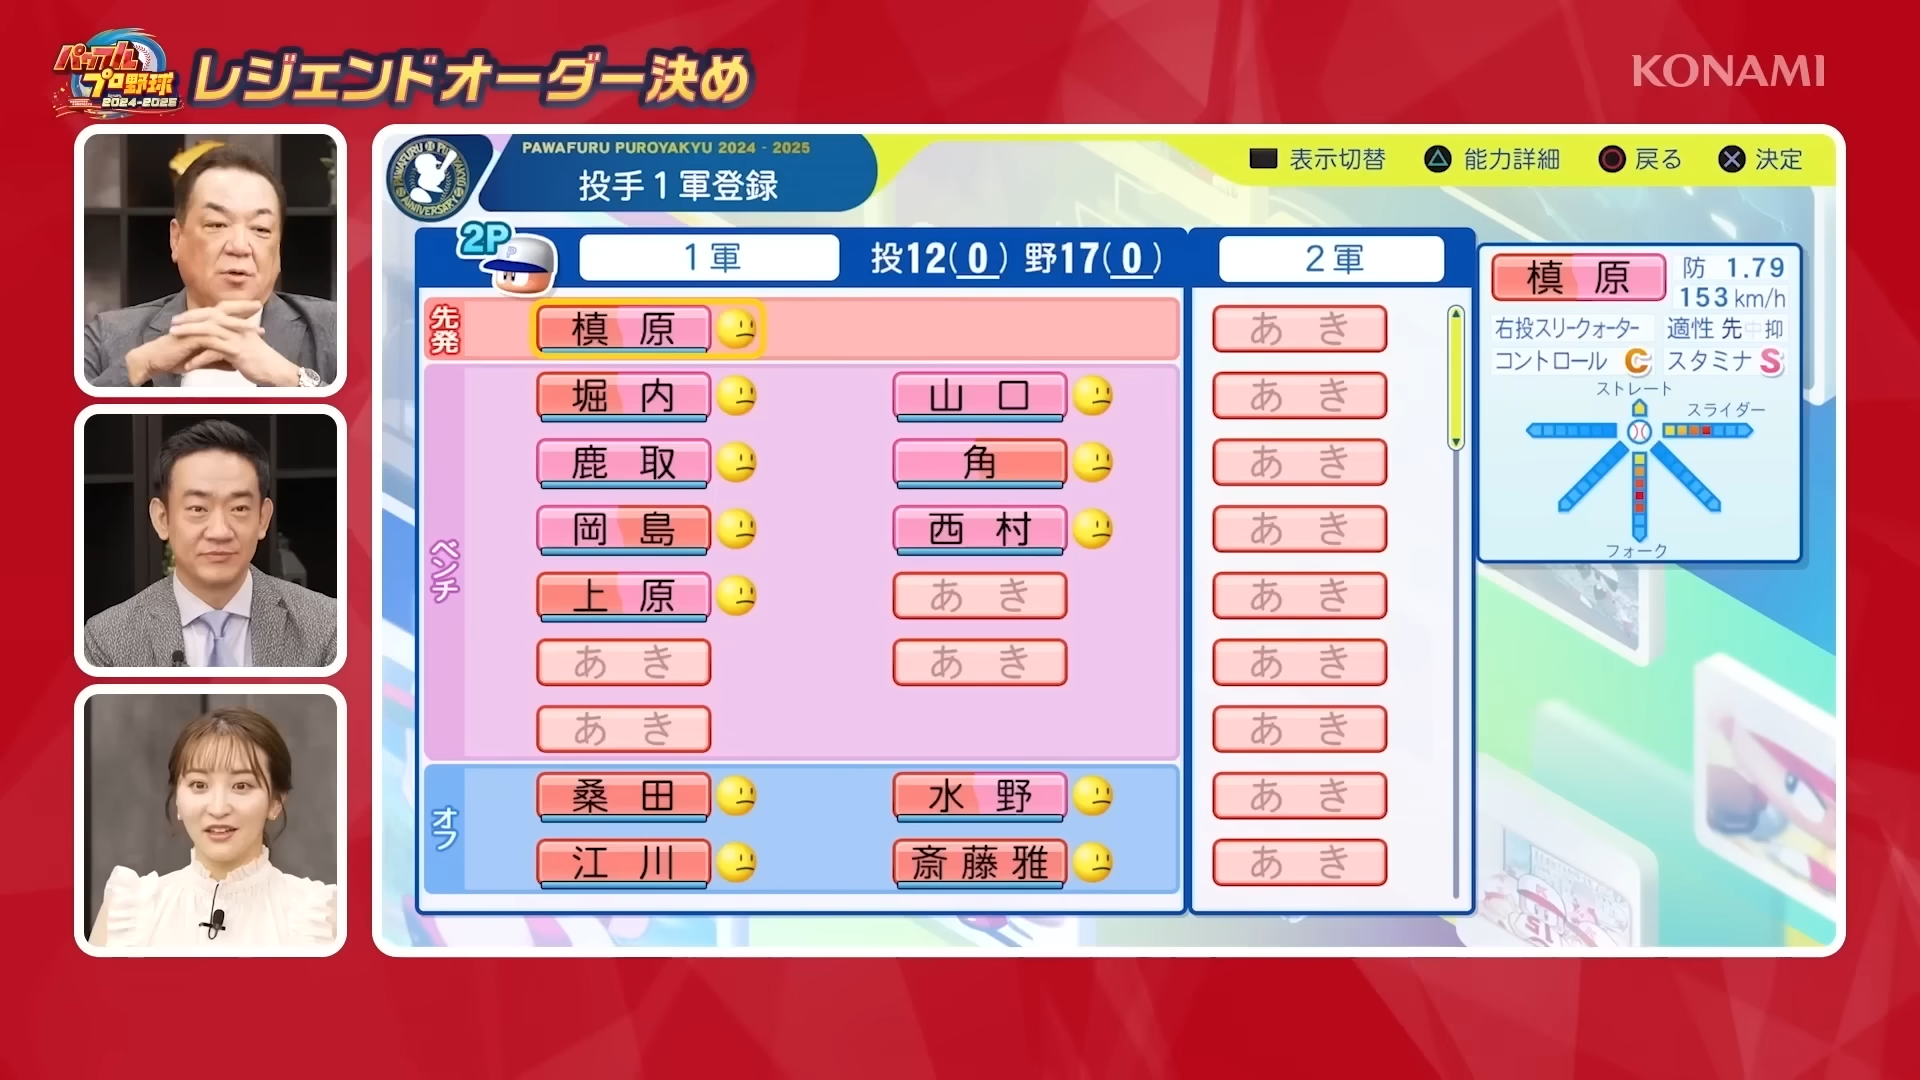 パワフル
プロ野球
2024-2025
レジェンドオーダー決め
KONAMI
PAWAFURU PUROYAKYU 2024 - 2025
投手1軍登録
表示切替
能力詳細
戻る
決定
2P
1軍
投12(0) 野17(0)
2軍
先発
槙原
ベンチ
堀内
山口
鹿取
角
岡島
西村
上原
あき
あき
あき
あき
オフ
桑田
水野
江川
斎藤雅
あき
あき
あき
あき
あき
あき
あき
あき
あき
槙原
防 1.79
153km/h
右投スリークォーター
適性 先中抑
コントロール C
スタミナ S
ストレート
スライダー
フォーク